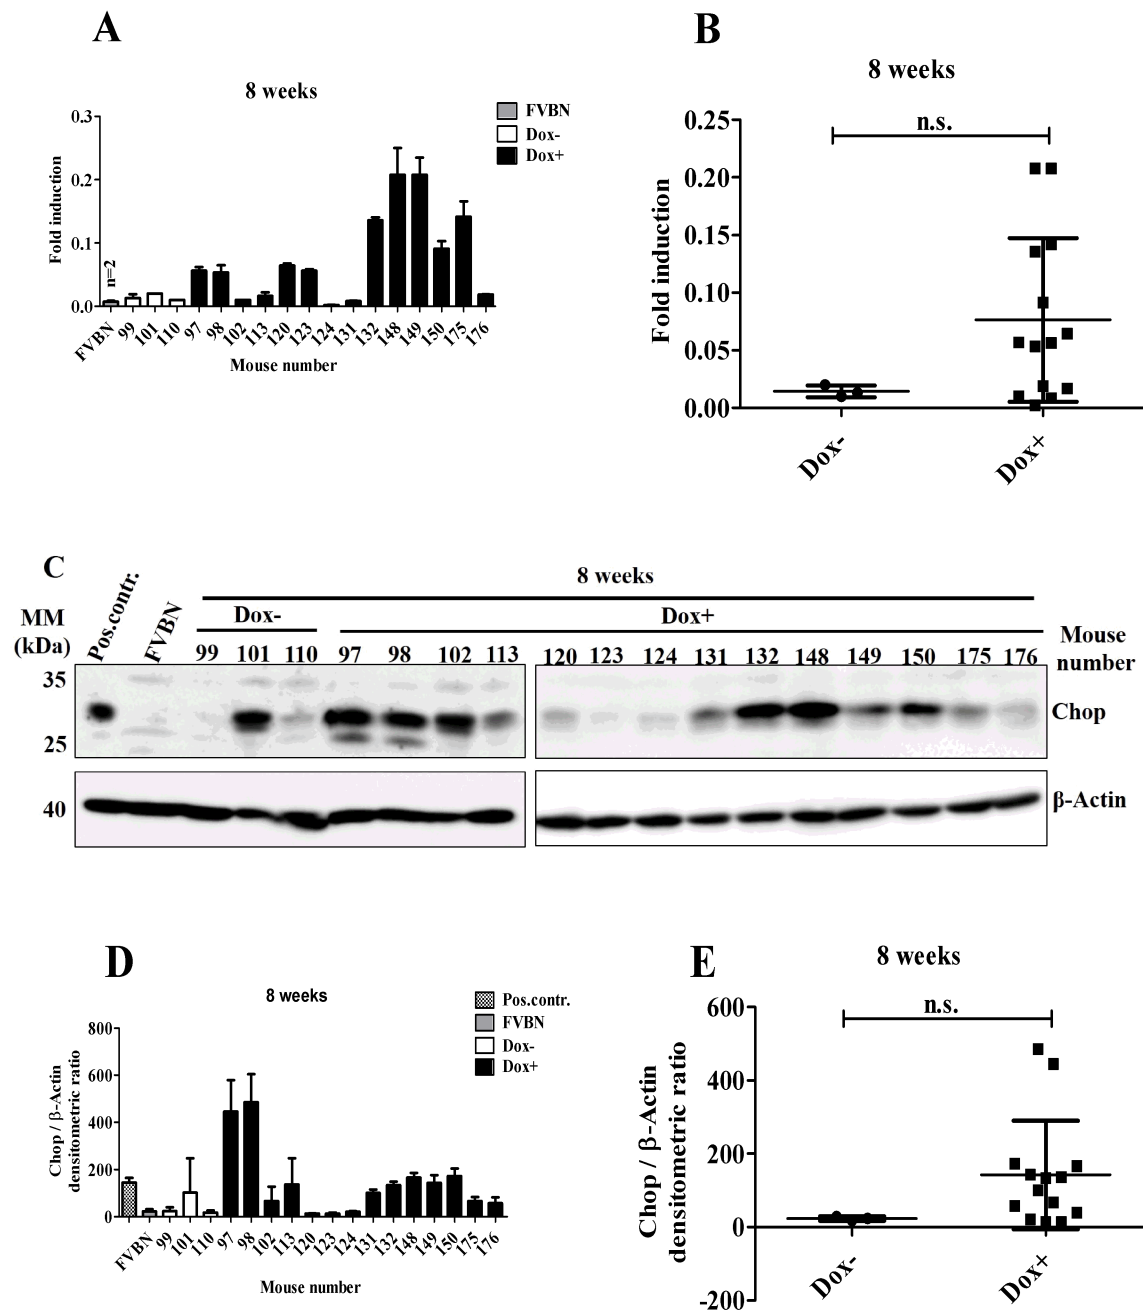 A
8 weeks
FVBN
Dox-
Dox+
Fold induction
0.3
0.2
0.1
0.0
n=2
FVBN 99 101 110 97 98 102 113 120 123 124 131 132 148 149 150 175 176
Mouse number
B
8 weeks
n.s.
Fold induction
0.25
0.20
0.15
0.10
0.05
0.00
Dox- Dox+
C
8 weeks
Pos.contr. FVBN Dox- Dox+
MM
(kDa)
99 101 110 97 98 102 113 120 123 124 131 132 148 149 150 175 176
Mouse
number
35
25
Chop
40
β-Actin
D
8 weeks
Pos.contr.
FVBN
Dox-
Dox+
Chop / β-Actin
densitometric ratio
800
600
400
200
0
FVBN 99 101 110 97 98 102 113 120 123 124 131 132 148 149 150 175 176
Mouse number
E
8 weeks
n.s.
Chop / β-Actin
densitometric ratio
600
400
200
0
-200
Dox- Dox+